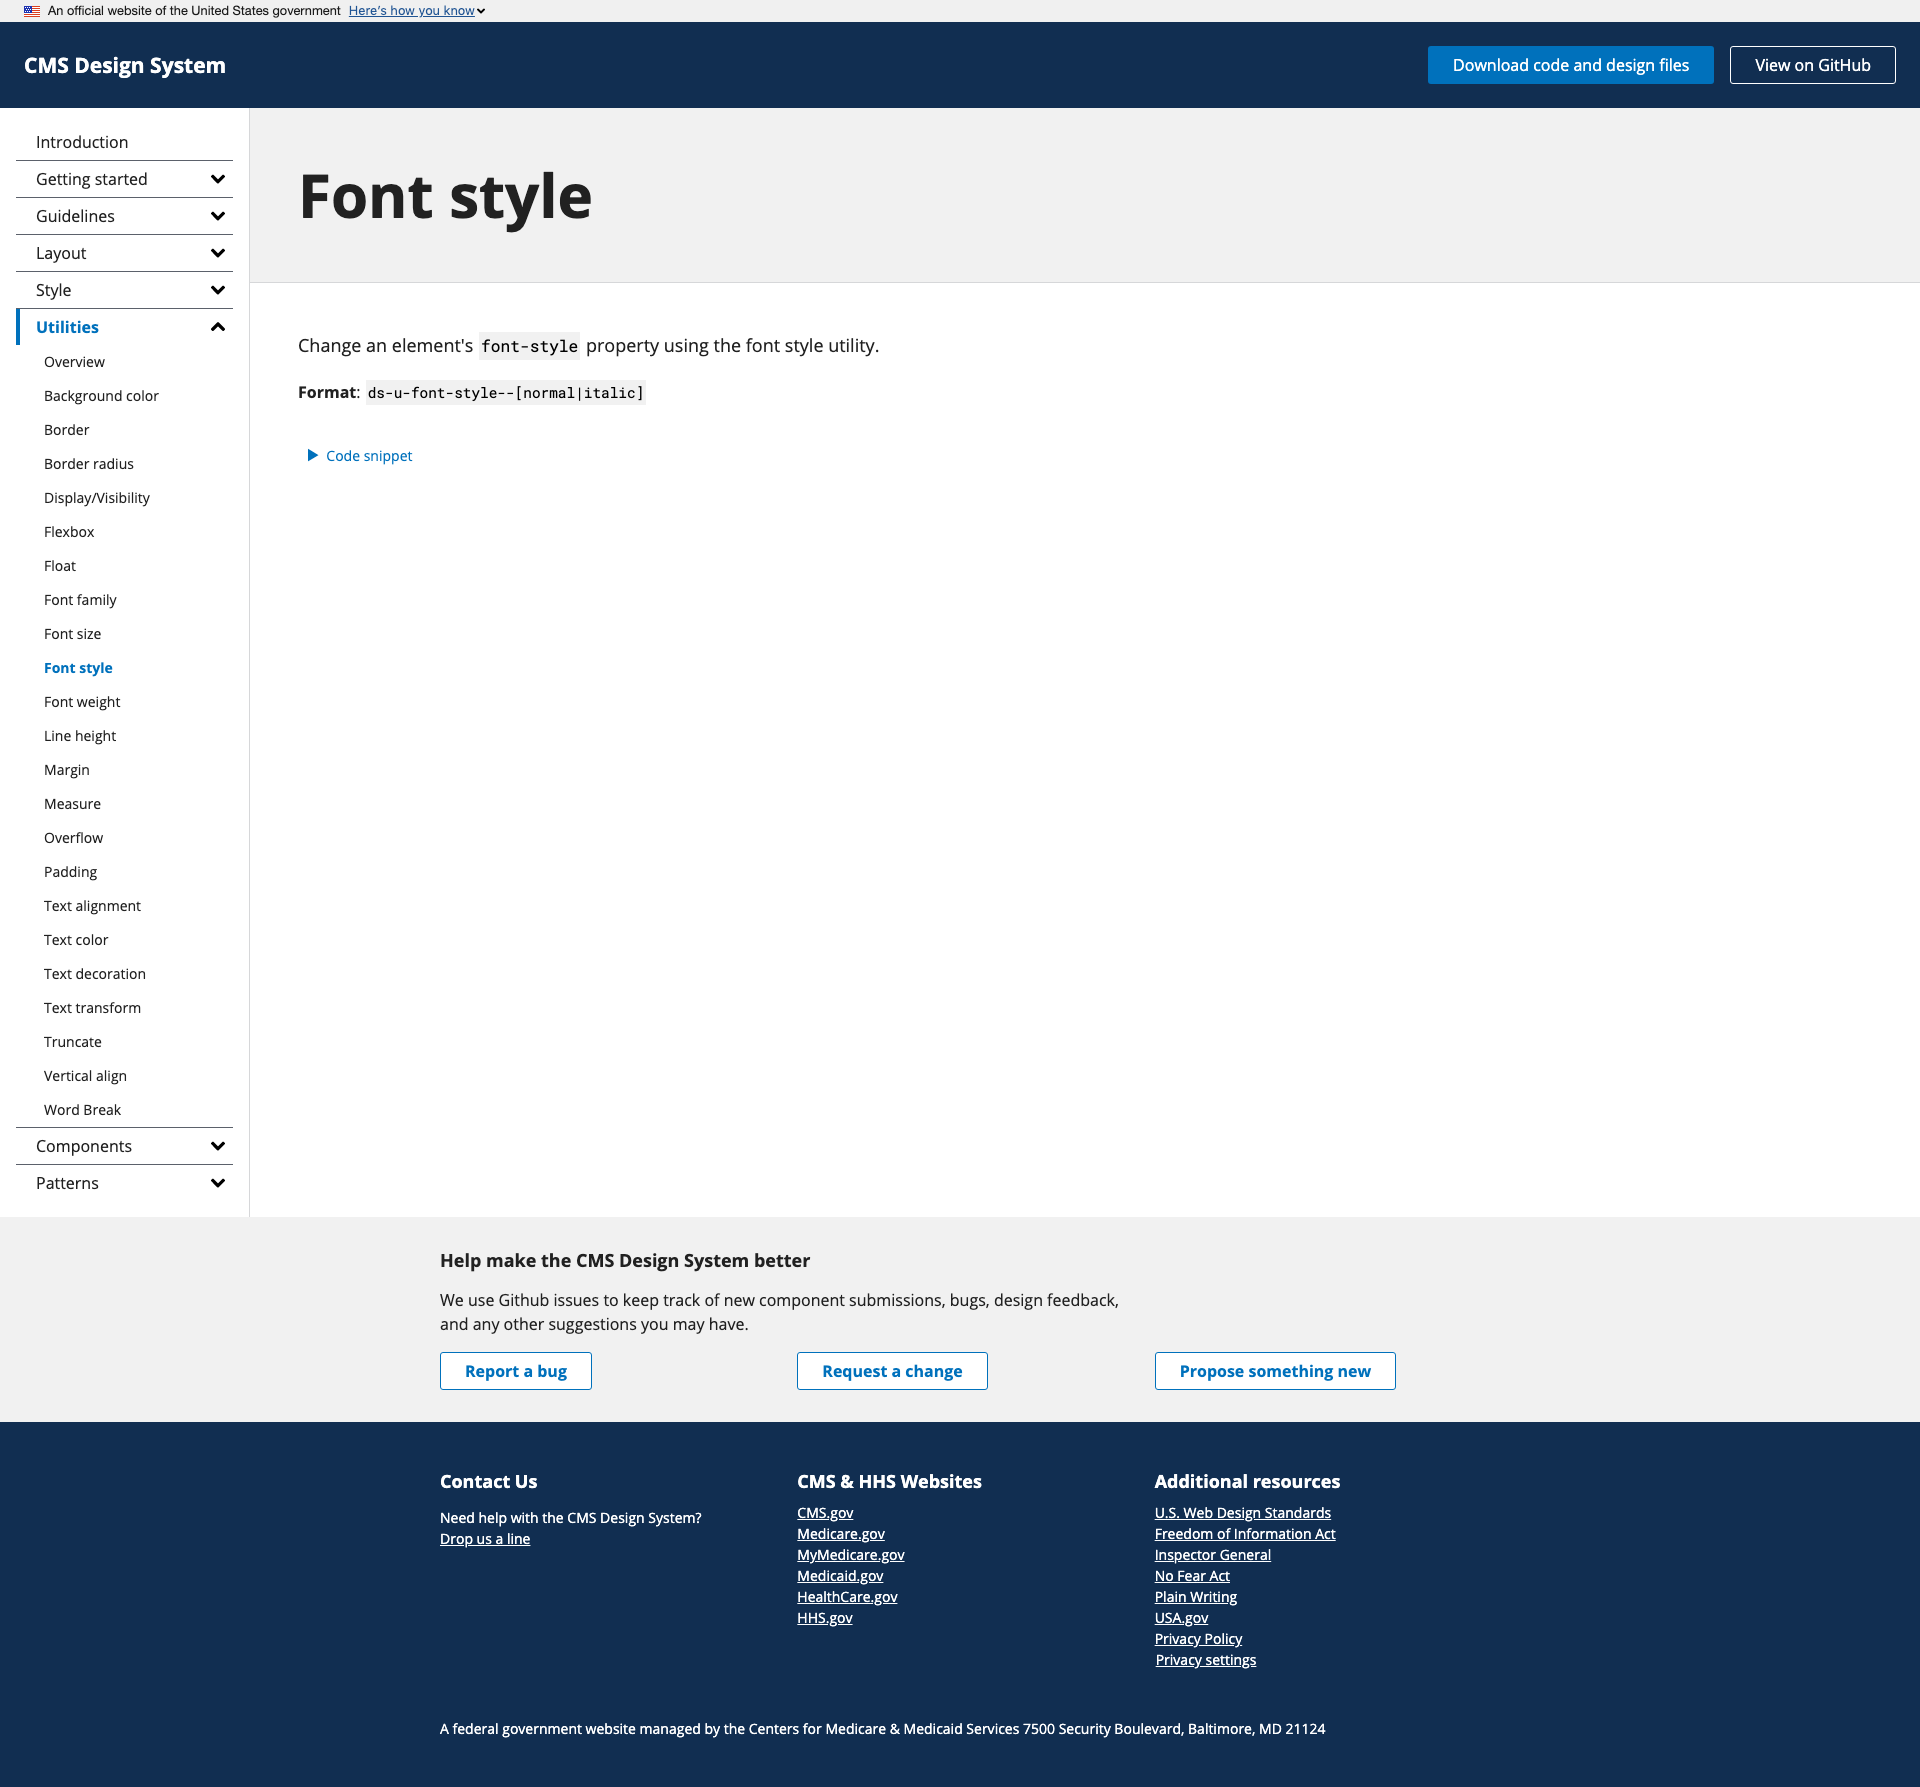 An official website of the United States government Here's how you know
CMS Design System
Download code and design files
View on GitHub
Introduction
Getting started
Guidelines
Layout
Style
Utilities
Overview
Background color
Border
Border radius
Display/Visibility
Flexbox
Float
Font family
Font size
Font style
Font weight
Line height
Margin
Measure
Overflow
Padding
Text alignment
Text color
Text decoration
Text transform
Truncate
Vertical align
Word Break
Components
Patterns
Font style
Change an element's font-style property using the font style utility.
Format: ds-u-font-style--[normal|italic]
Code snippet
Help make the CMS Design System better
We use Github issues to keep track of new component submissions, bugs, design feedback,
and any other suggestions you may have.
Report a bug
Request a change
Propose something new
Contact Us
Need help with the CMS Design System?
Drop us a line
CMS & HHS Websites
CMS.gov
Medicare.gov
MyMedicare.gov
Medicaid.gov
HealthCare.gov
HHS.gov
Additional resources
U.S. Web Design Standards
Freedom of Information Act
Inspector General
No Fear Act
Plain Writing
USA.gov
Privacy Policy
Privacy settings
A federal government website managed by the Centers for Medicare & Medicaid Services 7500 Security Boulevard, Baltimore, MD 21124